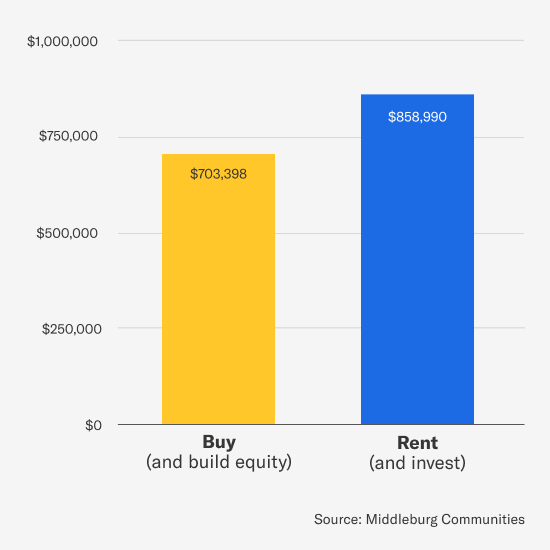 $1,000,000
$858,990
$750,000
$703,398
$500,000
$250,000
$0
Buy
(and build equity)
Rent
(and invest)
Source: Middleburg Communities